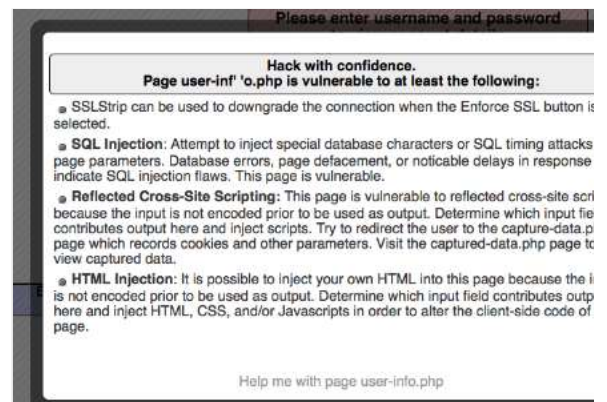 Please enter username and password
Hack with confidence.
Page user-inf' 'o.php is vulnerable to at least the following:
SSLStrip can be used to downgrade the connection when the Enforce SSL button is
selected.
SQL Injection: Attempt to inject special database characters or SQL timing attacks
page parameters. Database errors, page defacement, or noticable delays in response
indicate SQL injection flaws. This page is vulnerable.
Reflected Cross-Site Scripting: This page is vulnerable to reflected cross-site scri
because the input is not encoded prior to be used as output. Determine which input fie
contributes output here and inject scripts. Try to redirect the user to the capture-data.p
page which records cookies and other parameters. Visit the captured-data.php page to
view captured data.
HTML Injection: It is possible to inject your own HTML into this page because the i
is not encoded prior to be used as output. Determine which input field contributes outp
here and inject HTML, CSS, and/or Javascripts in order to alter the client-side code of
page.
Help me with page user-info.php